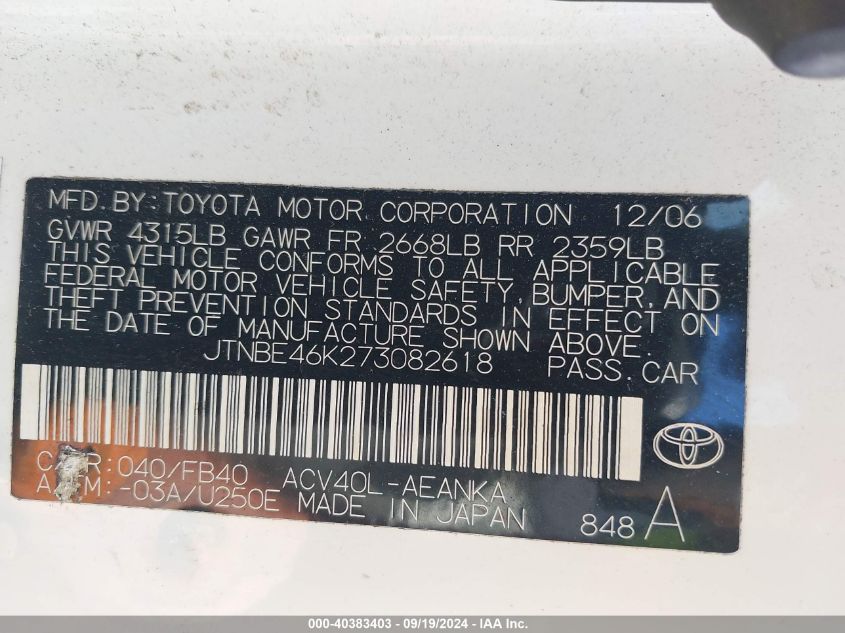 MFD. BY: TOYOTA MOTOR CORPORATION 12/06
GVWR 4315LB GAWR FR 2668LB RR 2359LB
THIS VEHICLE CONFORMS TO ALL APPLICABLE
FEDERAL MOTOR VEHICLE SAFETY, BUMPER, AND
THEFT PREVENTION STANDARDS IN EFFECT ON
THE DATE OF MANUFACTURE SHOWN ABOVE.
JTNBE46K273082618 PASS. CAR
040/FB40 ACV40L-AEANKA
-03A/U250E MADE IN JAPAN 848 A
000-40383403 - 09/19/2024 - IAA Inc.